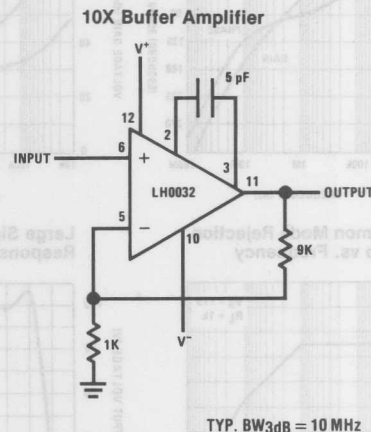 10X Buffer Amplifier
V+
5 pF
12
2
INPUT
6
+
3
11
LH0032
OUTPUT
5
−
10
9K
1K
V−
TYP. BW3dB = 10 MHz